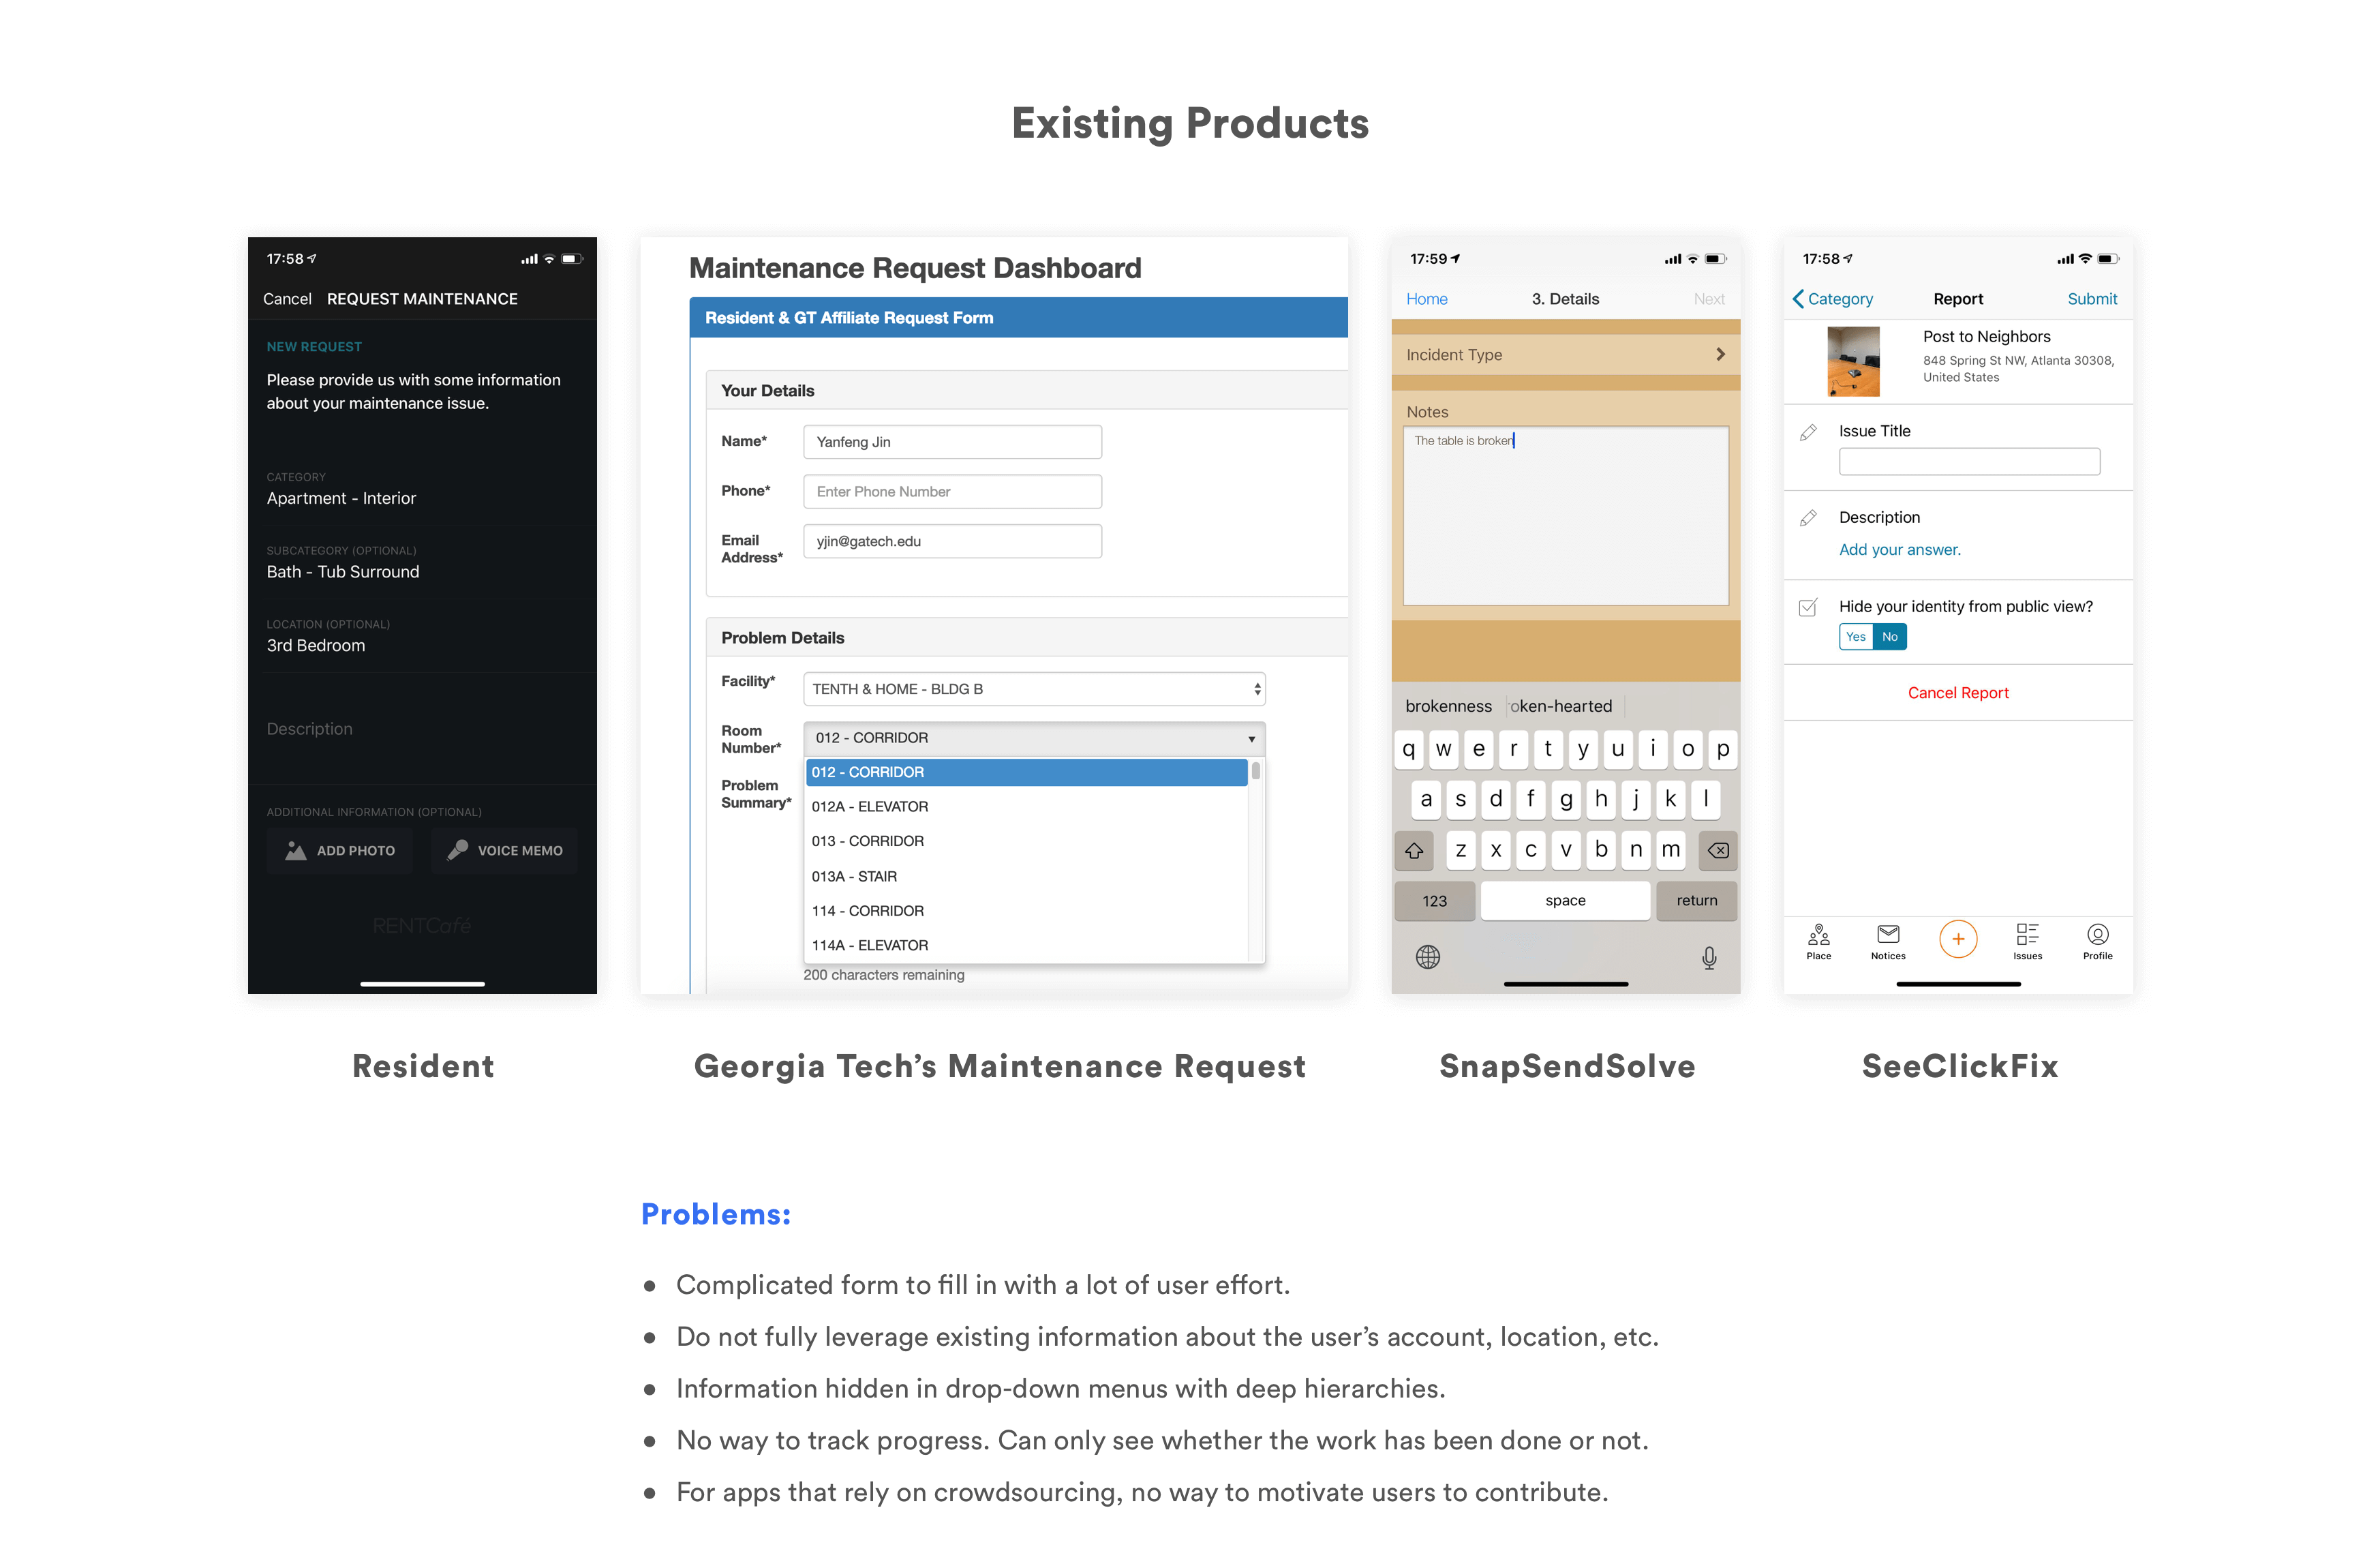 Existing Products
17:58
Cancel REQUEST MAINTENANCE
NEW REQUEST
Please provide us with some information
about your maintenance issue.
CATEGORY
Apartment - Interior
SUBCATEGORY (OPTIONAL)
Bath - Tub Surround
LOCATION (OPTIONAL)
3rd Bedroom
Description
ADDITIONAL INFORMATION (OPTIONAL)
ADD PHOTO VOICE MEMO
RENTCafé
Maintenance Request Dashboard
Resident & GT Affiliate Request Form
Your Details
Name* Yanfeng Jin
Phone* Enter Phone Number
Email
Address* yjin@gatech.edu
Problem Details
Facility* TENTH & HOME - BLDG B
Room
Number* 012 - CORRIDOR
Problem
Summary*
012 - CORRIDOR
012A - ELEVATOR
013 - CORRIDOR
013A - STAIR
114 - CORRIDOR
114A - ELEVATOR
200 characters remaining
17:59
Home 3. Details Next
Incident Type
Notes
The table is broken
brokenness oken-hearted
q w e r t y u i o p
a s d f g h j k l
z x c v b n m
123 space return
17:58
Category Report Submit
Post to Neighbors
848 Spring St NW, Atlanta 30308,
United States
Issue Title
Description
Add your answer.
Hide your identity from public view?
Yes No
Cancel Report
Place Notices Issues Profile
Resident
Georgia Tech’s Maintenance Request
SnapSendSolve
SeeClickFix
Problems:
● Complicated form to fill in with a lot of user effort.
● Do not fully leverage existing information about the user’s account, location, etc.
● Information hidden in drop-down menus with deep hierarchies.
● No way to track progress. Can only see whether the work has been done or not.
● For apps that rely on crowdsourcing, no way to motivate users to contribute.